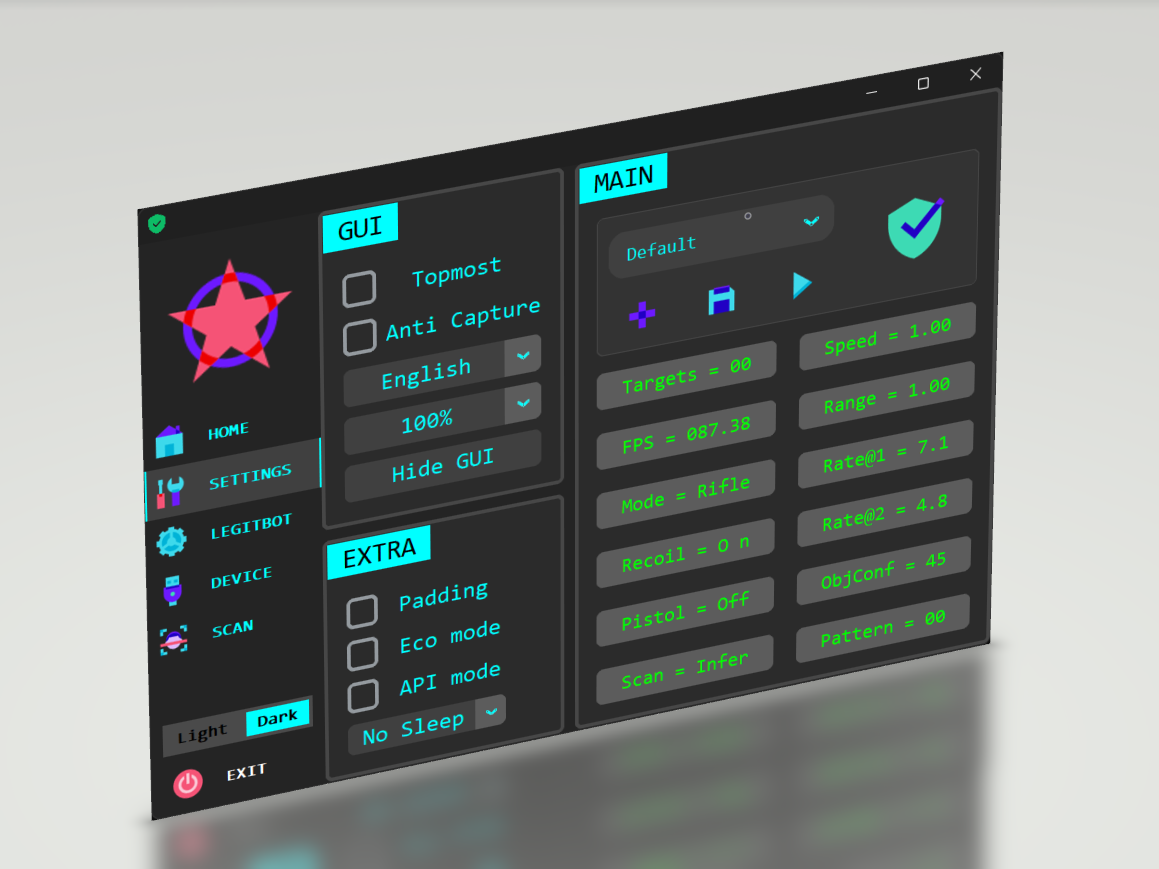 HOME
SETTINGS
LEGITBOT
DEVICE
SCAN
Light
Dark
EXIT
GUI
Topmost
Anti Capture
English
100%
Hide GUI
EXTRA
Padding
Eco mode
API mode
No Sleep
MAIN
Default
Targets = 00
Speed = 1.00
FPS = 087.38
Range = 1.00
Mode = Rifle
Rate@1 = 7.1
Recoil = O n
Rate@2 = 4.8
Pistol = Off
ObjConf = 45
Scan = Infer
Pattern = 00